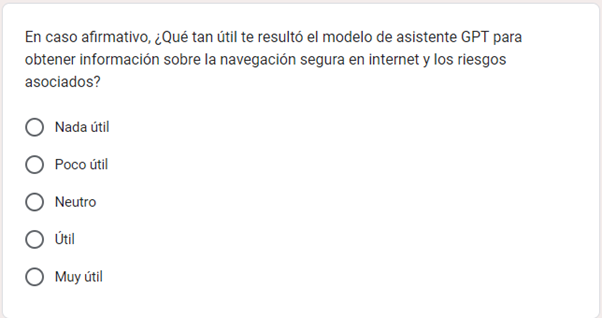 En caso afirmativo, ¿Qué tan útil te resultó el modelo de asistente GPT para
obtener información sobre la navegación segura en internet y los riesgos
asociados?
Nada útil
Poco útil
Neutro
Útil
Muy útil